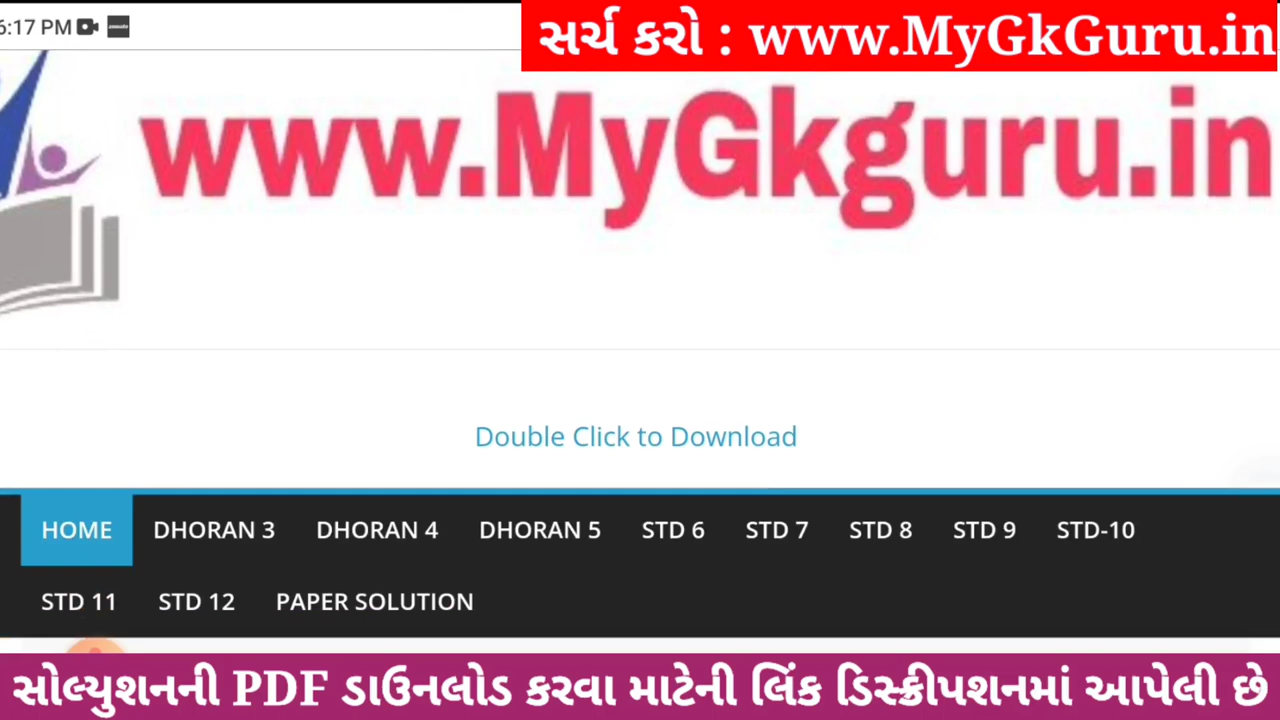 6:17 PM
સર્ચ કરો : www.MyGkGuru.in
www.MyGkguru.in
Double Click to Download
HOME DHORAN 3 DHORAN 4 DHORAN 5 STD 6 STD 7 STD 8 STD 9 STD-10
STD 11 STD 12 PAPER SOLUTION
સોલ્યુશનની PDF ડાઉનલોડ કરવા માટેની લિંક ડિસ્ક્રીપશનમાં આપેલી છે